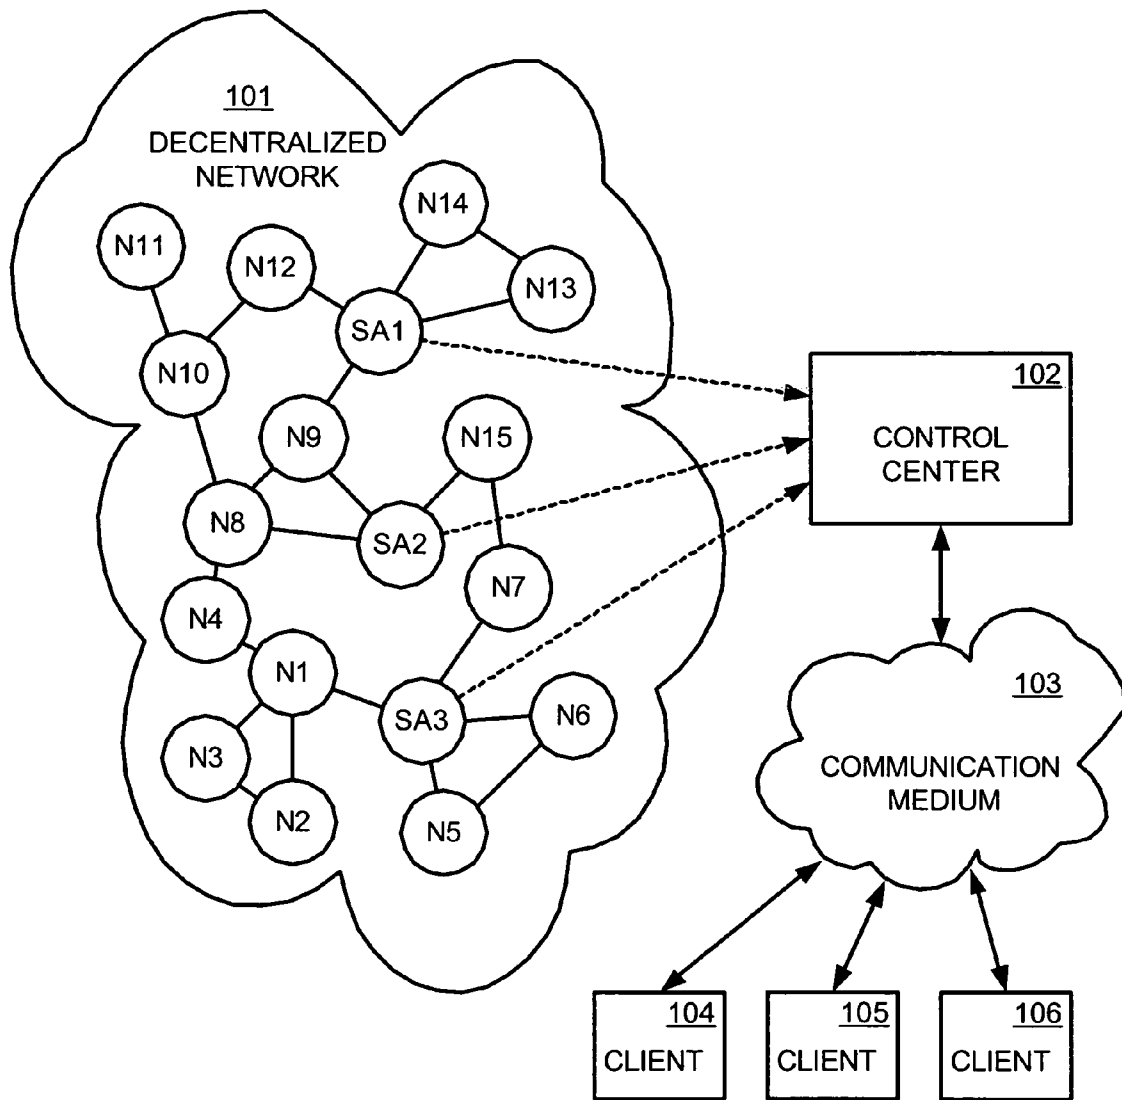 101
DECENTRALIZED
NETWORK
N14
N11
N12
N13
SA1
N10
N9
N15
N8
SA2
N7
N4
N1
SA3
N6
N3
N2
N5
102
CONTROL
CENTER
103
COMMUNICATION
MEDIUM
104
CLIENT
105
CLIENT
106
CLIENT